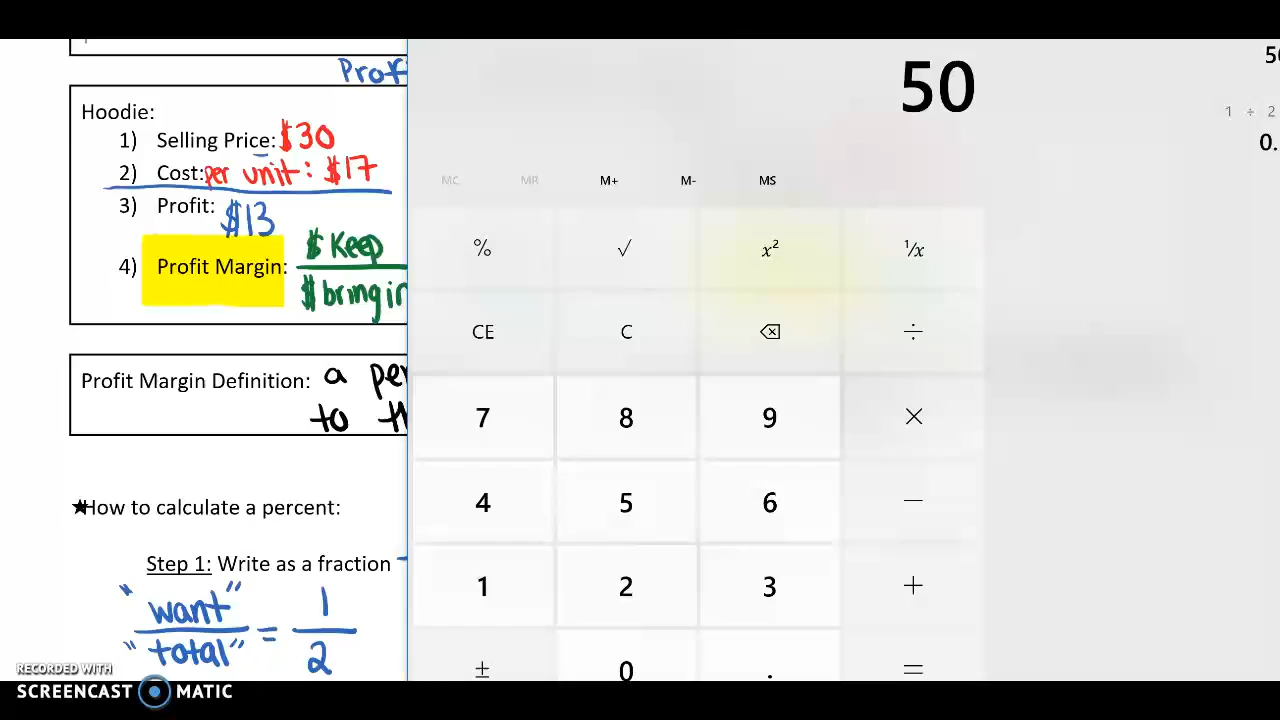 Prof
Hoodie:
1) Selling Price: $30
2) Cost: per unit: $17
3) Profit: $13
4) Profit Margin: $ Keep
$ bring in
Profit Margin Definition: a per
to th
★How to calculate a percent:
Step 1: Write as a fraction
"want" = 1
"total" 2
50
50
1 ÷ 2
0.
MC MR M+ M- MS
% √ x² ¹/x
CE C ÷
7 8 9 ×
4 5 6 −
1 2 3 +
± 0 . =
RECORDED WITH
SCREENCAST MATIC